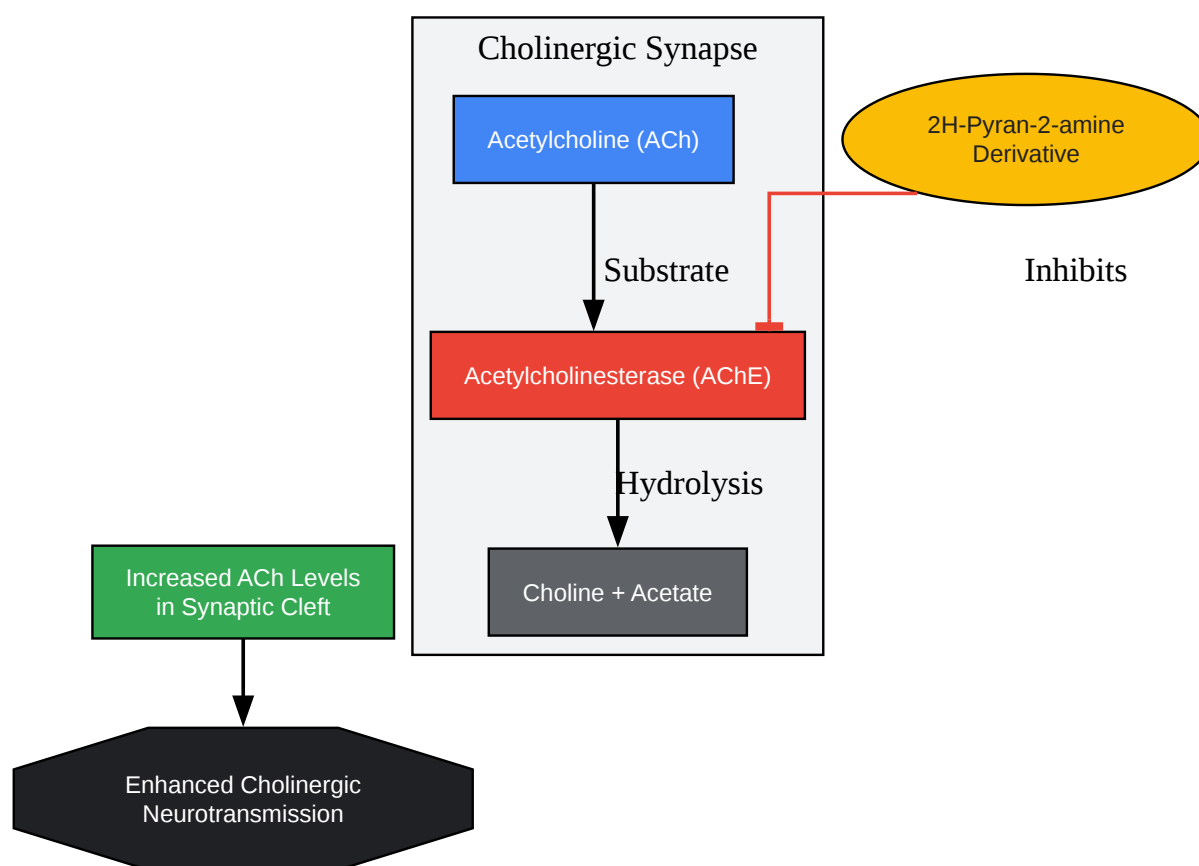 Cholinergic Synapse
Acetylcholine (ACh)
2H-Pyran-2-amine
Derivative
Substrate
Inhibits
Acetylcholinesterase (AChE)
Hydrolysis
Increased ACh Levels
in Synaptic Cleft
Choline + Acetate
Enhanced Cholinergic
Neurotransmission